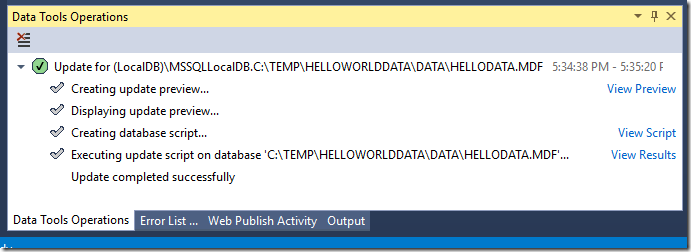 Data Tools Operations
Update for (LocalDB)\MSSQLLocalDB.C:\TEMP\HELLOWORLDDATA\DATA\HELLODATA.MDF 5:34:38 PM - 5:35:20
Creating update preview... View Preview
Displaying update preview...
Creating database script... View Script
Executing update script on database 'C:\TEMP\HELLOWORLDDATA\DATA\HELLODATA.MDF'... View Results
Update completed successfully
Data Tools Operations Error List ... Web Publish Activity Output